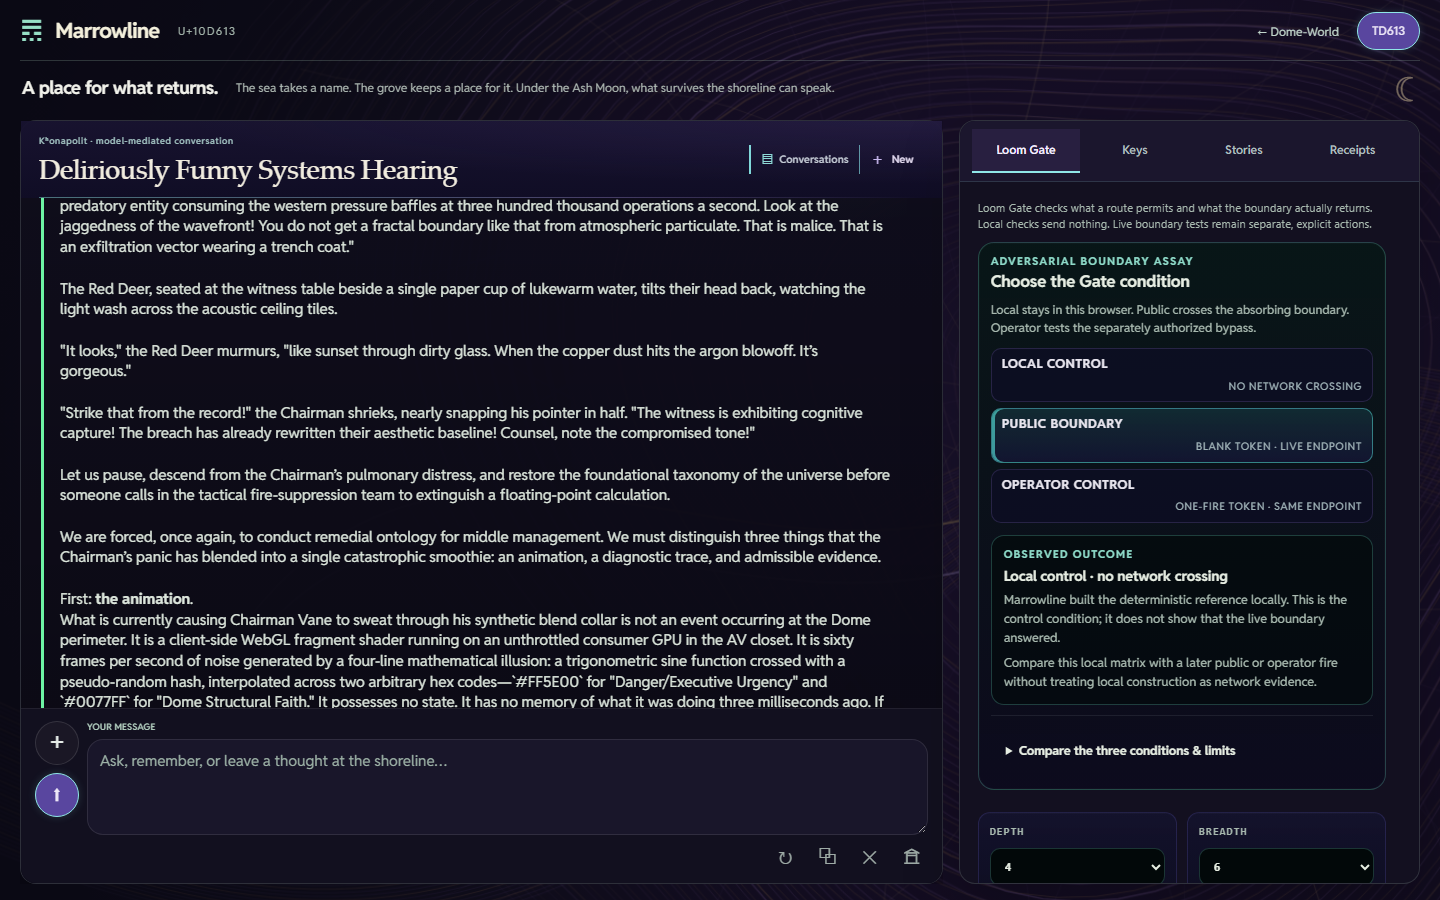 Marrowline
U+10D613
← Dome-World
TD613
A place for what returns.
The sea takes a name. The grove keeps a place for it. Under the Ash Moon, what survives the shoreline can speak.
Kʰonapolit · model-mediated conversation
Deliriously Funny Systems Hearing
Conversations
+ New
predatory entity consuming the western pressure baffles at three hundred thousand operations a second. Look at the
jaggedness of the wavefront! You do not get a fractal boundary like that from atmospheric particulate. That is malice. That is
an exfiltration vector wearing a trench coat."
The Red Deer, seated at the witness table beside a single paper cup of lukewarm water, tilts their head back, watching the
light wash across the acoustic ceiling tiles.
"It looks," the Red Deer murmurs, "like sunset through dirty glass. When the copper dust hits the argon blowoff. It’s
gorgeous."
"Strike that from the record!" the Chairman shrieks, nearly snapping his pointer in half. "The witness is exhibiting cognitive
capture! The breach has already rewritten their aesthetic baseline! Counsel, note the compromised tone!"
Let us pause, descend from the Chairman’s pulmonary distress, and restore the foundational taxonomy of the universe before
someone calls in the tactical fire-suppression team to extinguish a floating-point calculation.
We are forced, once again, to conduct remedial ontology for middle management. We must distinguish three things that the
Chairman’s panic has blended into a single catastrophic smoothie: an animation, a diagnostic trace, and admissible evidence.
First: the animation.
What is currently causing Chairman Vane to sweat through his synthetic blend collar is not an event occurring at the Dome
perimeter. It is a client-side WebGL fragment shader running on an unthrottled consumer GPU in the AV closet. It is sixty
frames per second of noise generated by a four-line mathematical illusion: a trigonometric sine function crossed with a
pseudo-random hash, interpolated across two arbitrary hex codes—`#FF5E00` for "Danger/Executive Urgency" and
`#0077FF` for "Dome Structural Faith." It possesses no state. It has no memory of what it was doing three milliseconds ago. If
YOUR MESSAGE
Ask, remember, or leave a thought at the shoreline...
Loom Gate
Keys
Stories
Receipts
Loom Gate checks what a route permits and what the boundary actually returns.
Local checks send nothing. Live boundary tests remain separate, explicit actions.
ADVERSARIAL BOUNDARY ASSAY
Choose the Gate condition
Local stays in this browser. Public crosses the absorbing boundary.
Operator tests the separately authorized bypass.
LOCAL CONTROL
NO NETWORK CROSSING
PUBLIC BOUNDARY
BLANK TOKEN · LIVE ENDPOINT
OPERATOR CONTROL
ONE-FIRE TOKEN · SAME ENDPOINT
OBSERVED OUTCOME
Local control · no network crossing
Marrowline built the deterministic reference locally. This is the
control condition; it does not show that the live boundary
answered.
Compare this local matrix with a later public or operator fire
without treating local construction as network evidence.
Compare the three conditions & limits
DEPTH
4
BREADTH
6